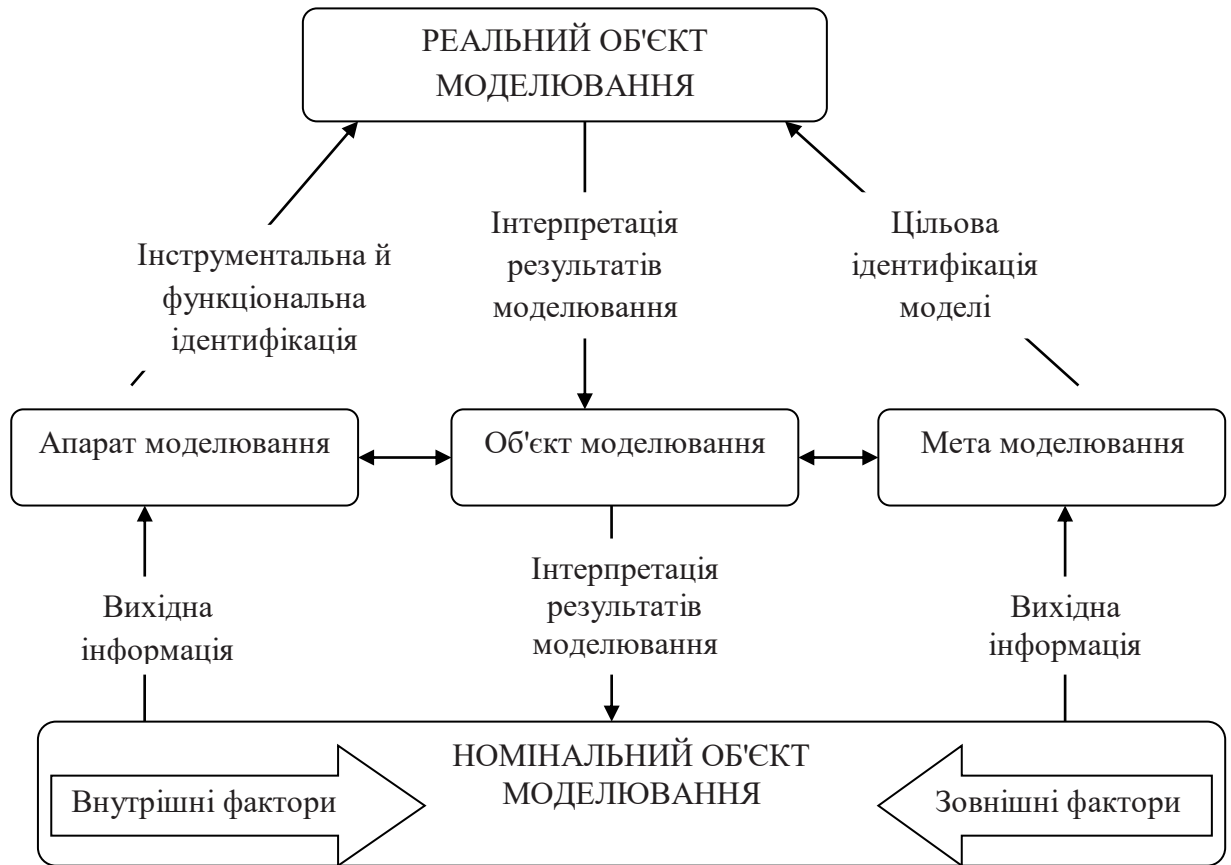 РЕАЛЬНИЙ ОБ'ЄКТ
МОДЕЛЮВАННЯ
Інструментальна й
функціональна
ідентифікація
Інтерпретація
результатів
моделювання
Цільова
ідентифікація
моделі
Апарат моделювання
Об'єкт моделювання
Мета моделювання
Вихідна
інформація
Інтерпретація
результатів
моделювання
Вихідна
інформація
НОМІНАЛЬНИЙ ОБ'ЄКТ
МОДЕЛЮВАННЯ
Внутрішні фактори
Зовнішні фактори